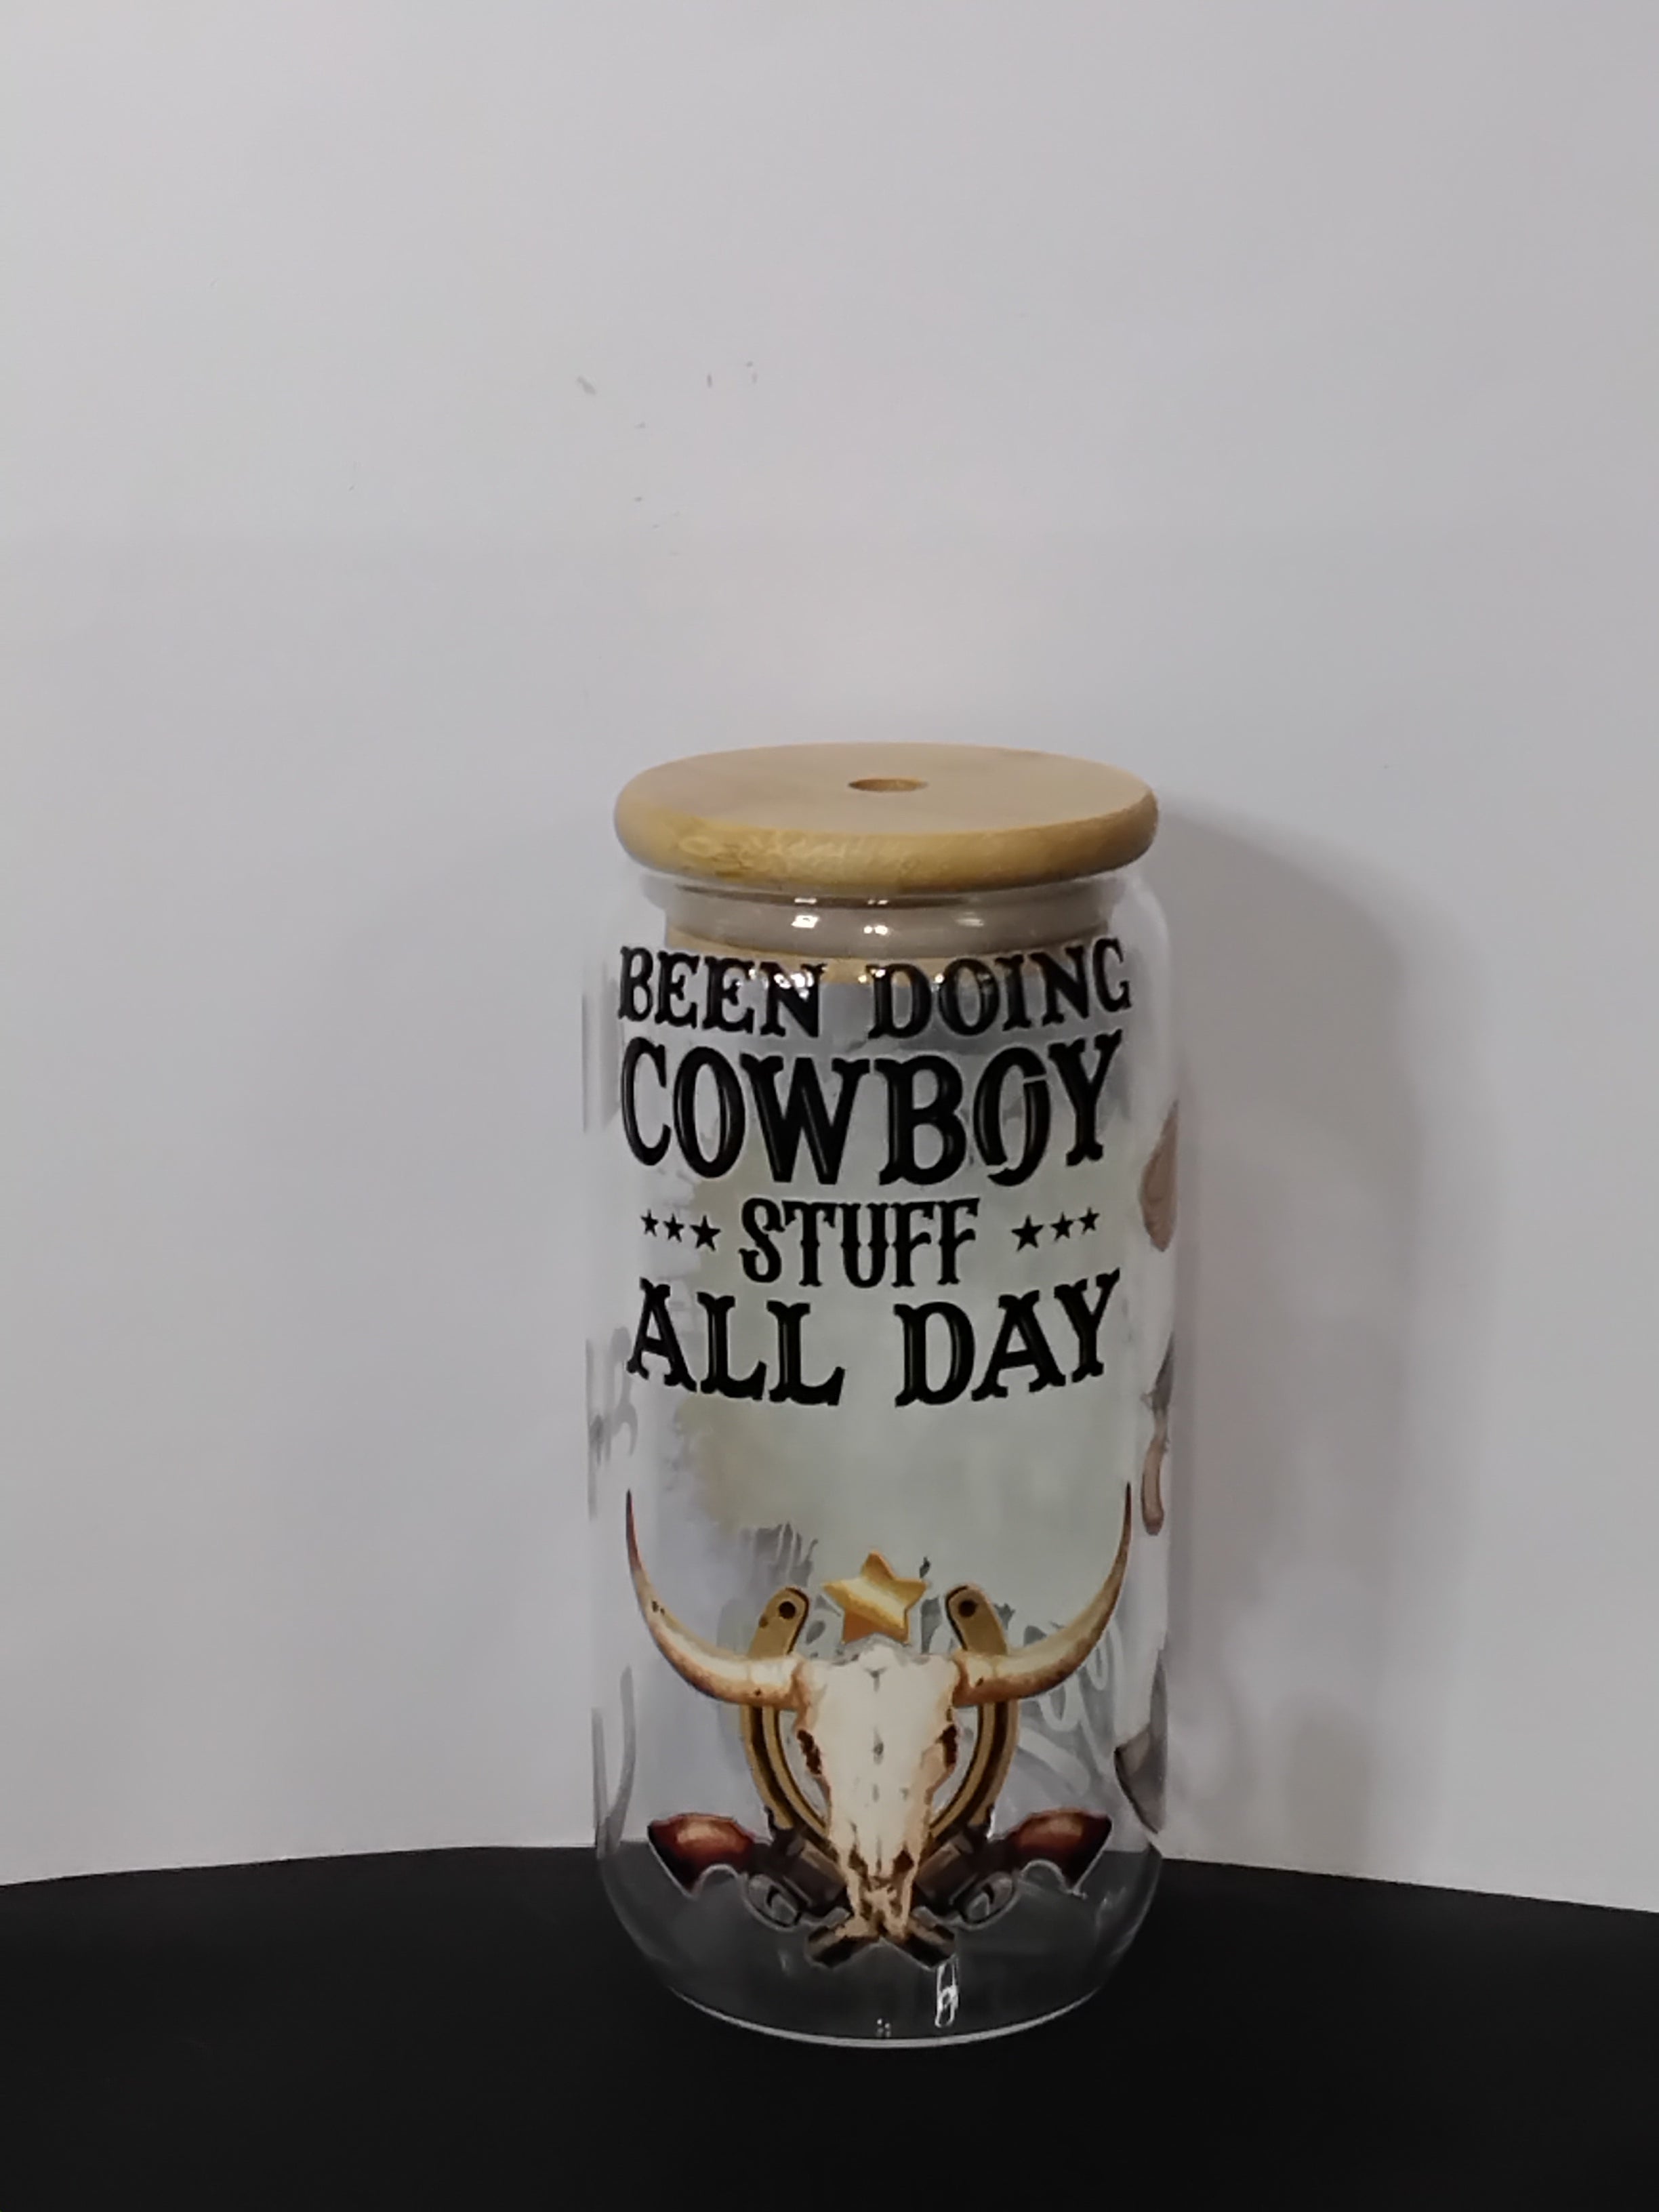 BEEN DOING
COWBOY
STUFF
ALL DAY